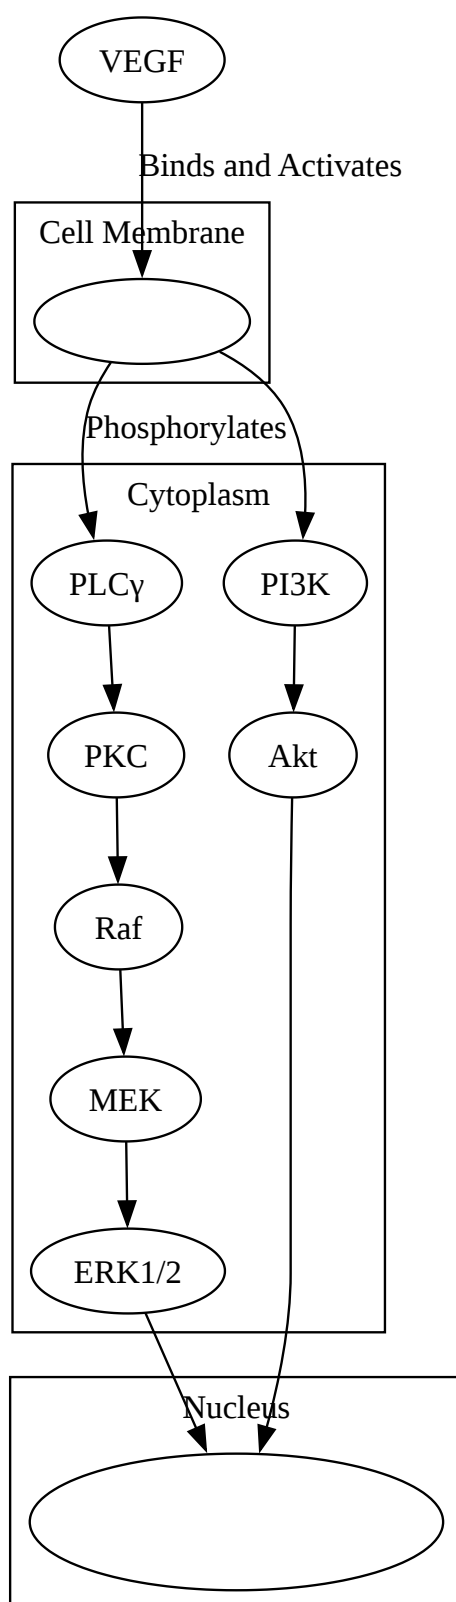 VEGF
Binds and Activates
Cell Membrane
Phosphorylates
Cytoplasm
PLCγ
PI3K
PKC
Akt
Raf
MEK
ERK1/2
Nucleus